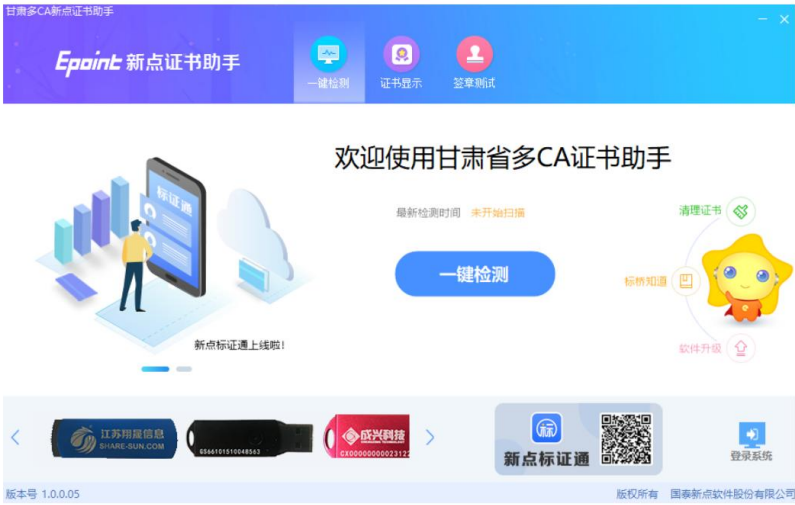 甘肃多CA新点证书助手
Epoint 新点证书助手
一键检测
证书显示
签章测试
欢迎使用甘肃省多CA证书助手
标证通
最新检测时间 未开始扫描
清理证书
一键检测
标桥知道
新点标证通上线啦!
软件升级
江苏翔晟信息
SHARE-SUN.COM
GS66101510048563
成兴科技
CX00000000023122
标
新点标证通
登录系统
版本号 1.0.0.05
版权所有 国泰新点软件股份有限公司